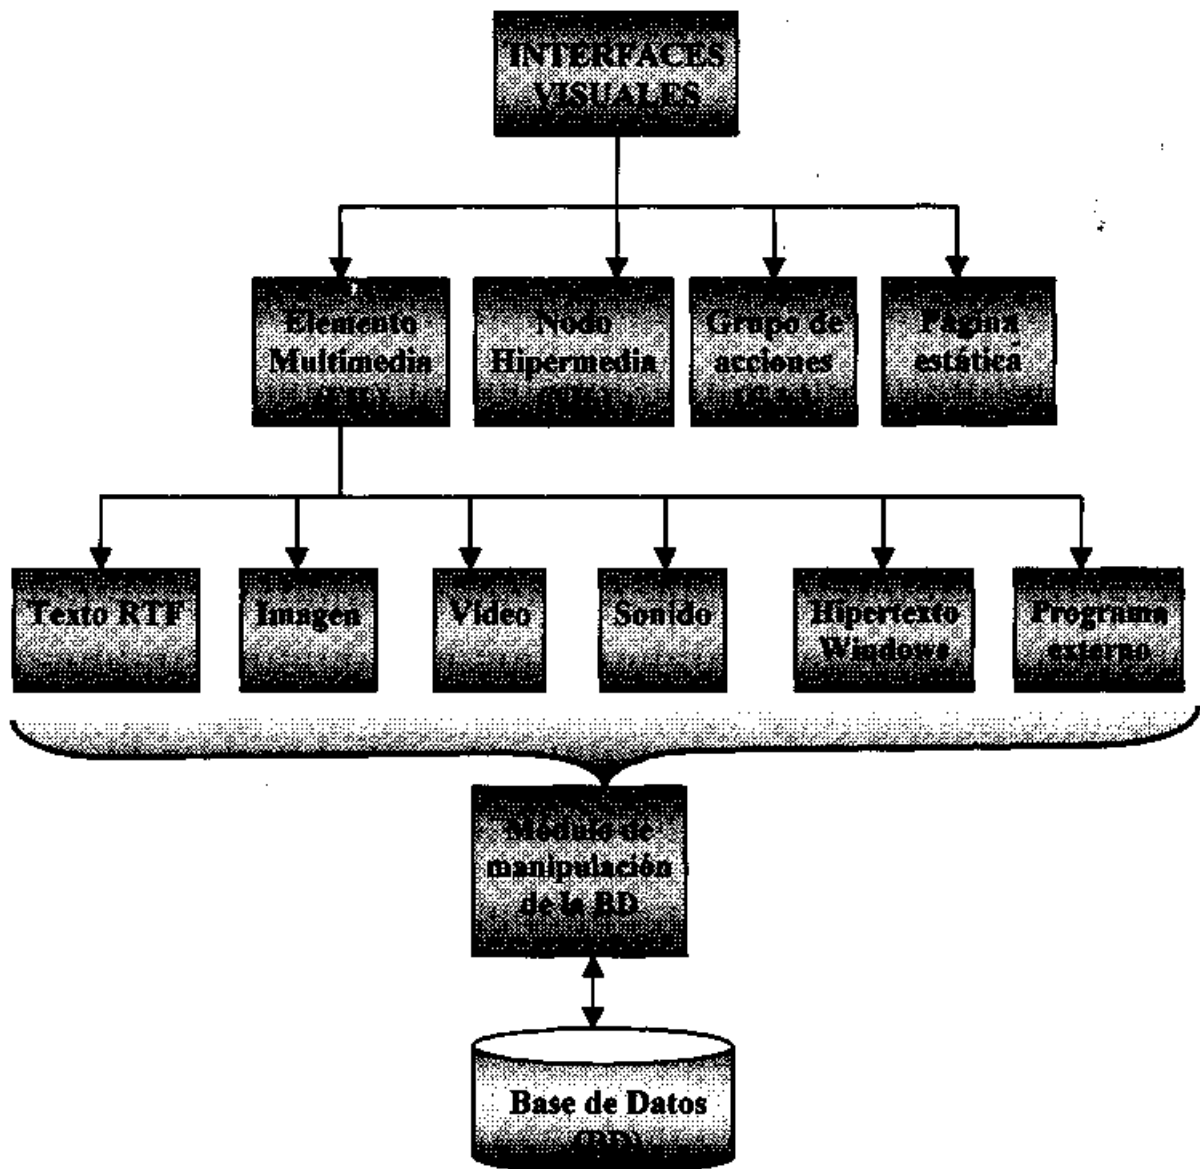 INTERFACES
VISUALES
Elemento
Multimedia
Nodo
Hipermedia
Grupo de
acciones
Página
estática
Texto RTF
Imagen
Video
Sonido
Hipertexto
Windows
Programa
externo
Módulo de
manipulación
de la BD
Base de Datos
(BD)